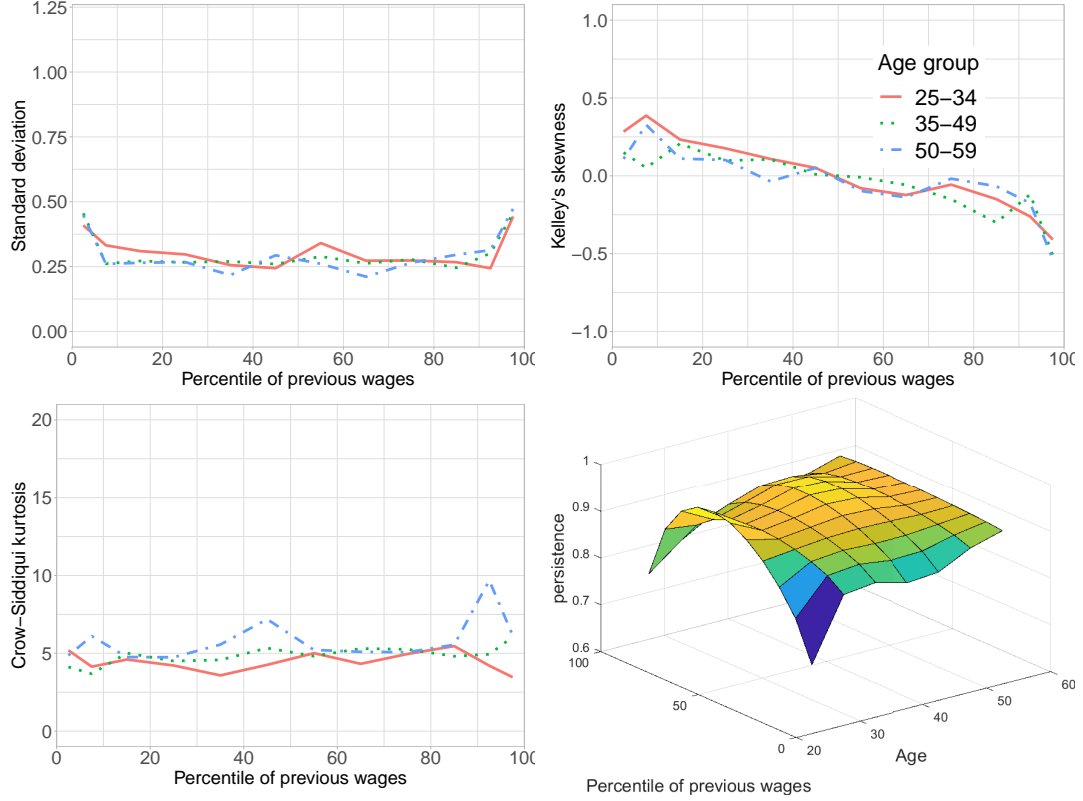 1.25
1.00
0.75
0.50
0.25
0.00
Standard deviation
0 20 40 60 80 100
Percentile of previous wages
1.0
0.5
0.0
−0.5
−1.0
Kelley's skewness
Age group
25−34
35−49
50−59
0 20 40 60 80 100
Percentile of previous wages
20
15
10
5
0
Crow−Siddiqui kurtosis
0 20 40 60 80 100
Percentile of previous wages
1
0.9
0.8
0.7
0.6
persistence
100
50
0
20
30
40
50
60
Age
Percentile of previous wages